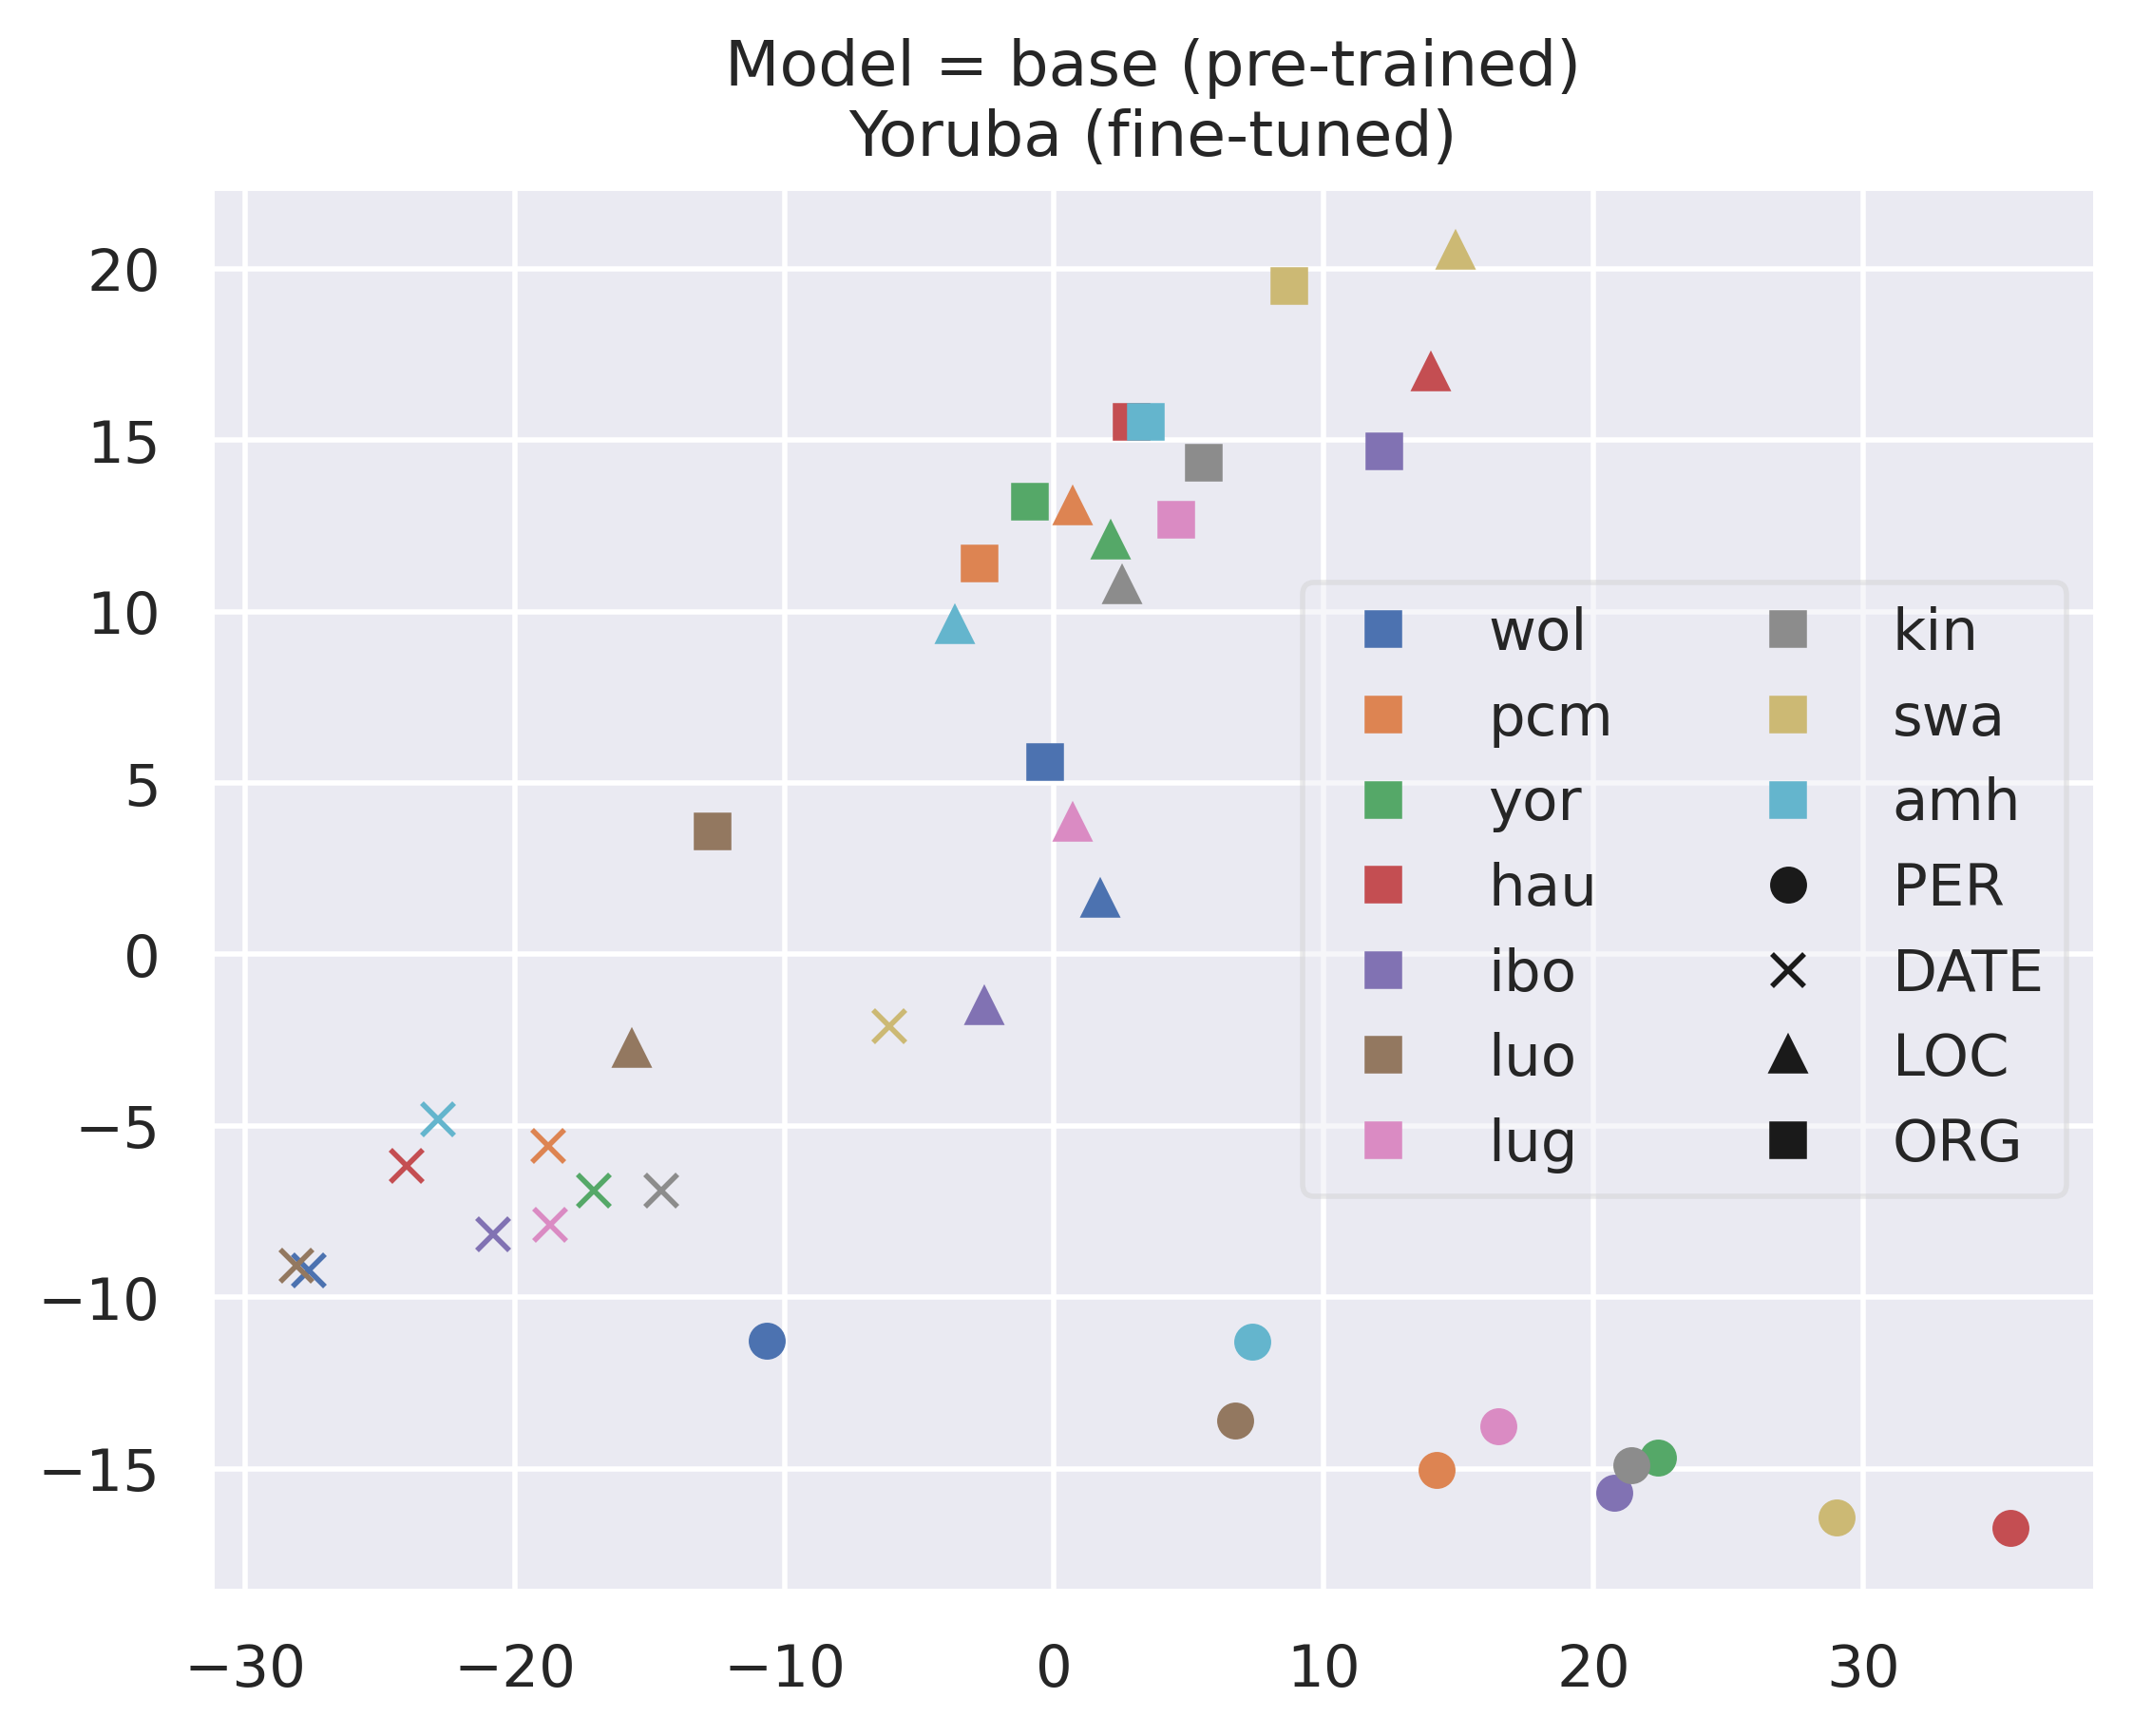 Model = base (pre-trained)
Yoruba (fine-tuned)
20
15
10
5
0
−5
−10
−15
−30
−20
−10
0
10
20
30
wol
pcm
yor
hau
ibo
luo
lug
kin
swa
amh
PER
DATE
LOC
ORG